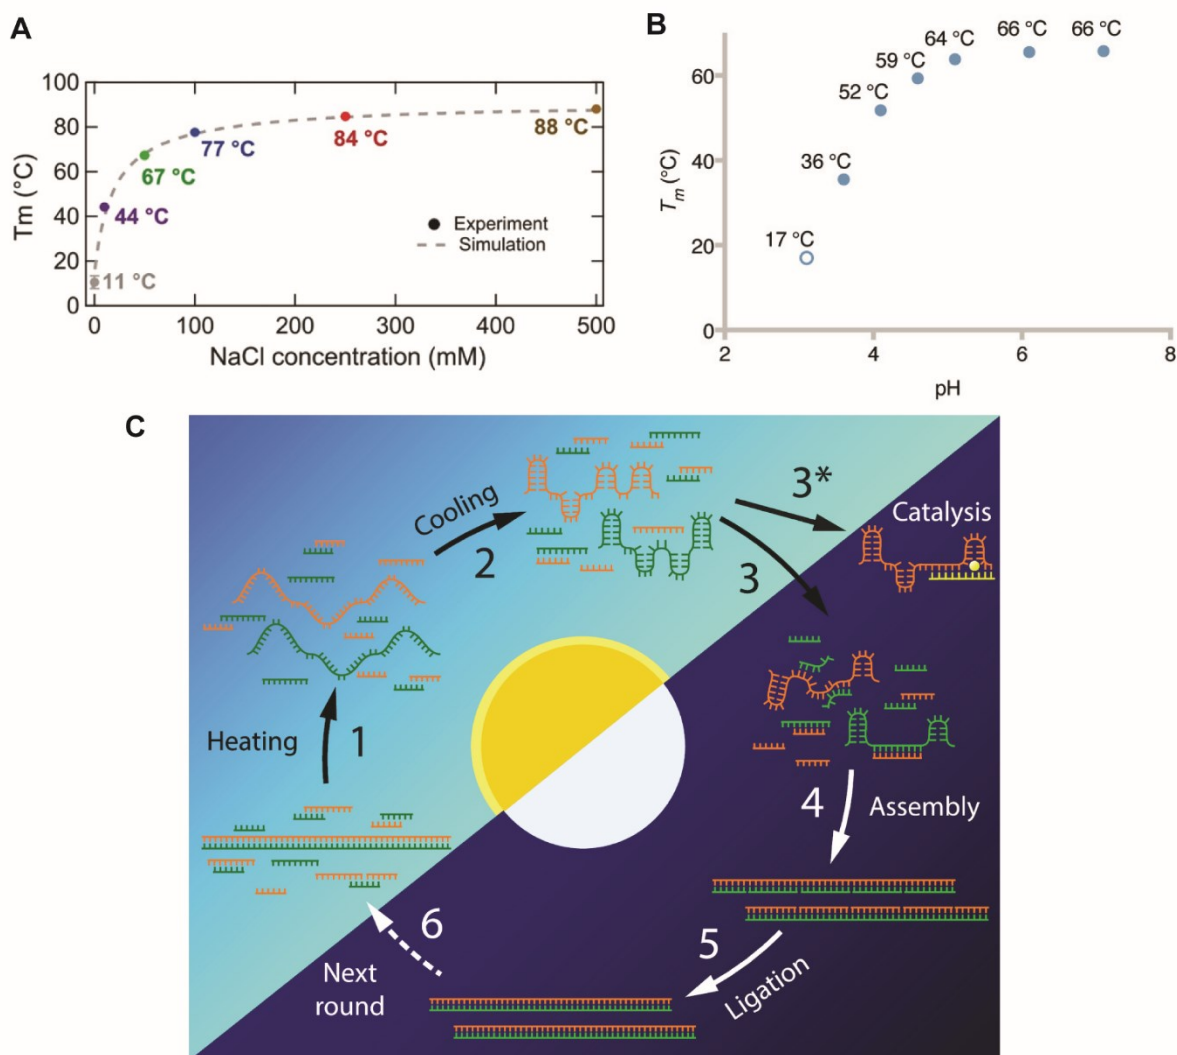 A
Tm (°C)
100
80
60
40
20
0
11 °C
44 °C
67 °C
77 °C
84 °C
88 °C
Experiment
Simulation
0
100
200
300
400
500
NaCl concentration (mM)
B
Tm (°C)
60
40
20
0
17 °C
36 °C
52 °C
59 °C
64 °C
66 °C
66 °C
2
4
6
8
pH
C
Heating
1
Cooling
2
3*
Catalysis
3
4
Assembly
5
Ligation
6
Next
round